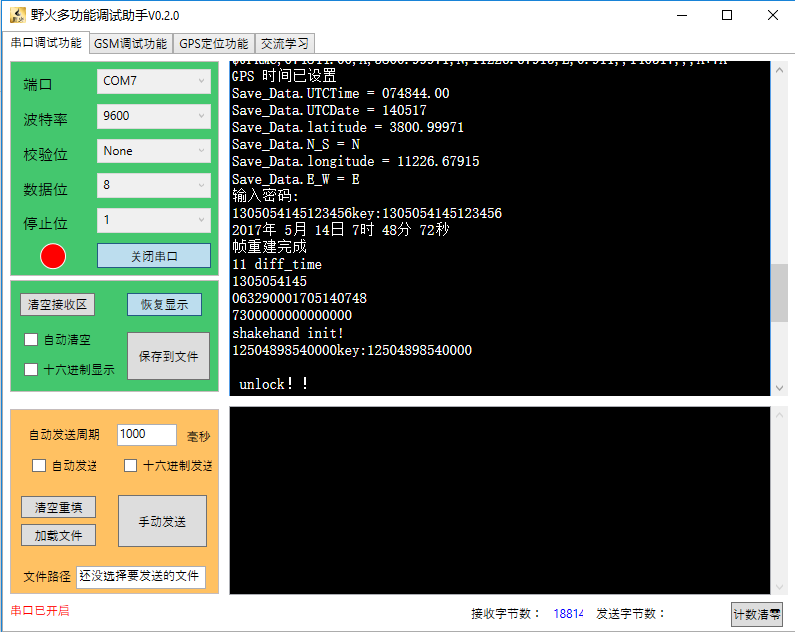 野火多功能调试助手V0.2.0
串口调试功能 GSM调试功能 GPS定位功能 交流学习
端口 COM7
波特率 9600
校验位 None
数据位 8
停止位 1
关闭串口
清空接收区 恢复显示
自动清空
十六进制显示
保存到文件
自动发送周期 1000 毫秒
自动发送 十六进制发送
清空重填
加载文件
手动发送
文件路径 还没选择要发送的文件
GPS 时间已设置
Save_Data.UTCTime = 074844.00
Save_Data.UTCDate = 140517
Save_Data.latitude = 3800.99971
Save_Data.N_S = N
Save_Data.longitude = 11226.67915
Save_Data.E_W = E
输入密码:
1305054145123456key:1305054145123456
2017年 5月 14日 7时 48分 72秒
帧重建完成
11 diff_time
1305054145
063290001705140748
7300000000000000
shakehand init!
12504898540000key:12504898540000
unlock!!
串口已开启
接收字节数: 18814 发送字节数:
计数清零